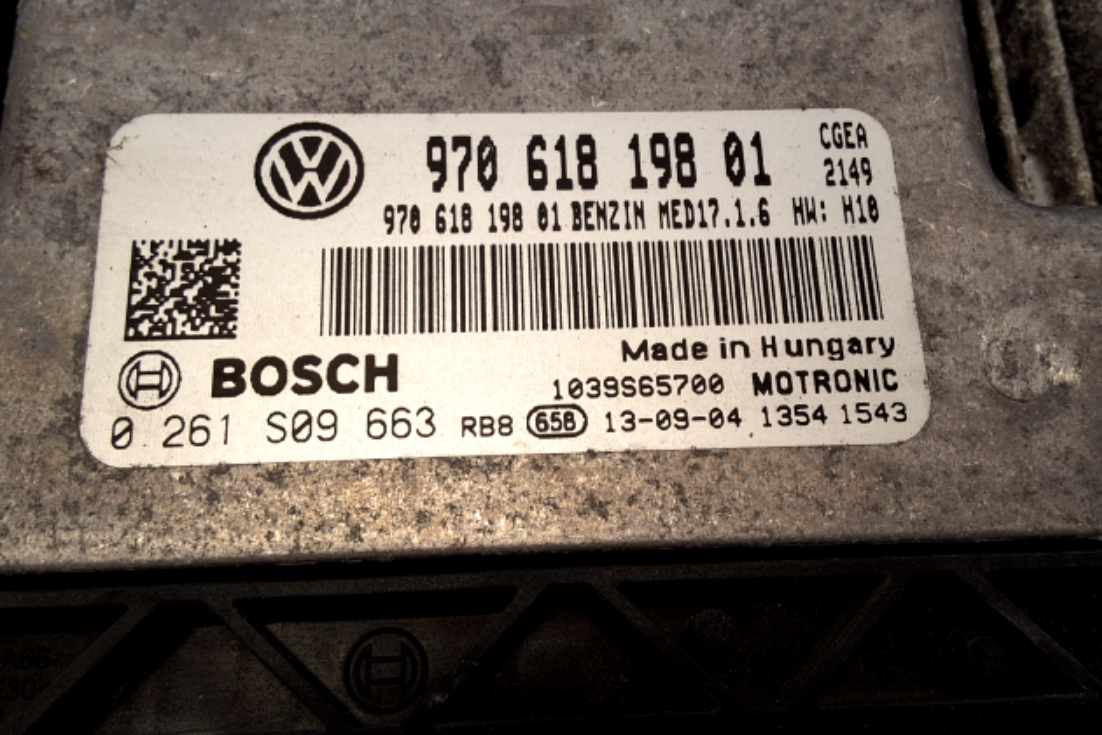 970 618 198 01
CGEA
2149
970 618 198 01 BENZIN MED17.1.6 HW: H10
Made in Hungary
BOSCH
1039S65700 MOTRONIC
0 261 S09 663 RB8 658 13-09-04 1354 1543